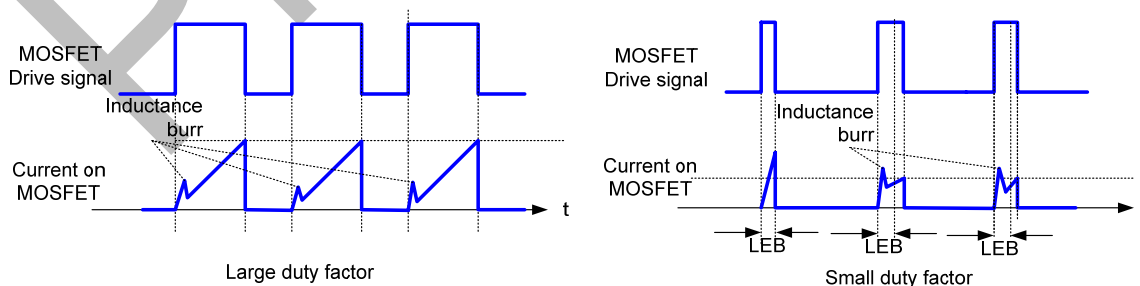 MOSFET
Drive signal
Inductance
burr
Current on
MOSFET
t
Large duty factor
MOSFET
Drive signal
Inductance
burr
Current on
MOSFET
LEB
LEB
LEB
Small duty factor